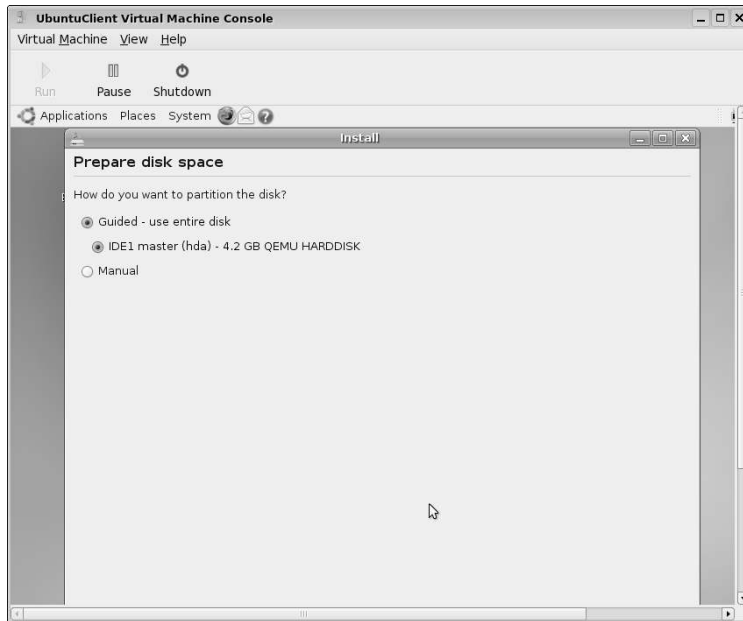 UbuntuClient Virtual Machine Console
Virtual Machine View Help
Run Pause Shutdown
Applications Places System
Install
Prepare disk space
How do you want to partition the disk?
Guided - use entire disk
IDE1 master (hda) - 4.2 GB QEMU HARDDISK
Manual